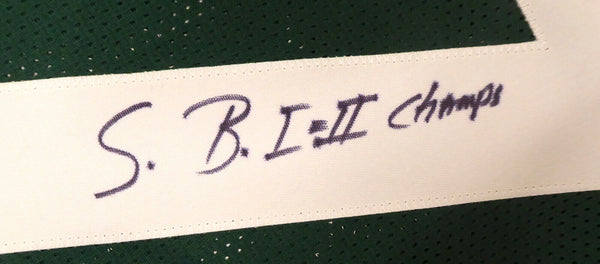 S. B. I-II Champs